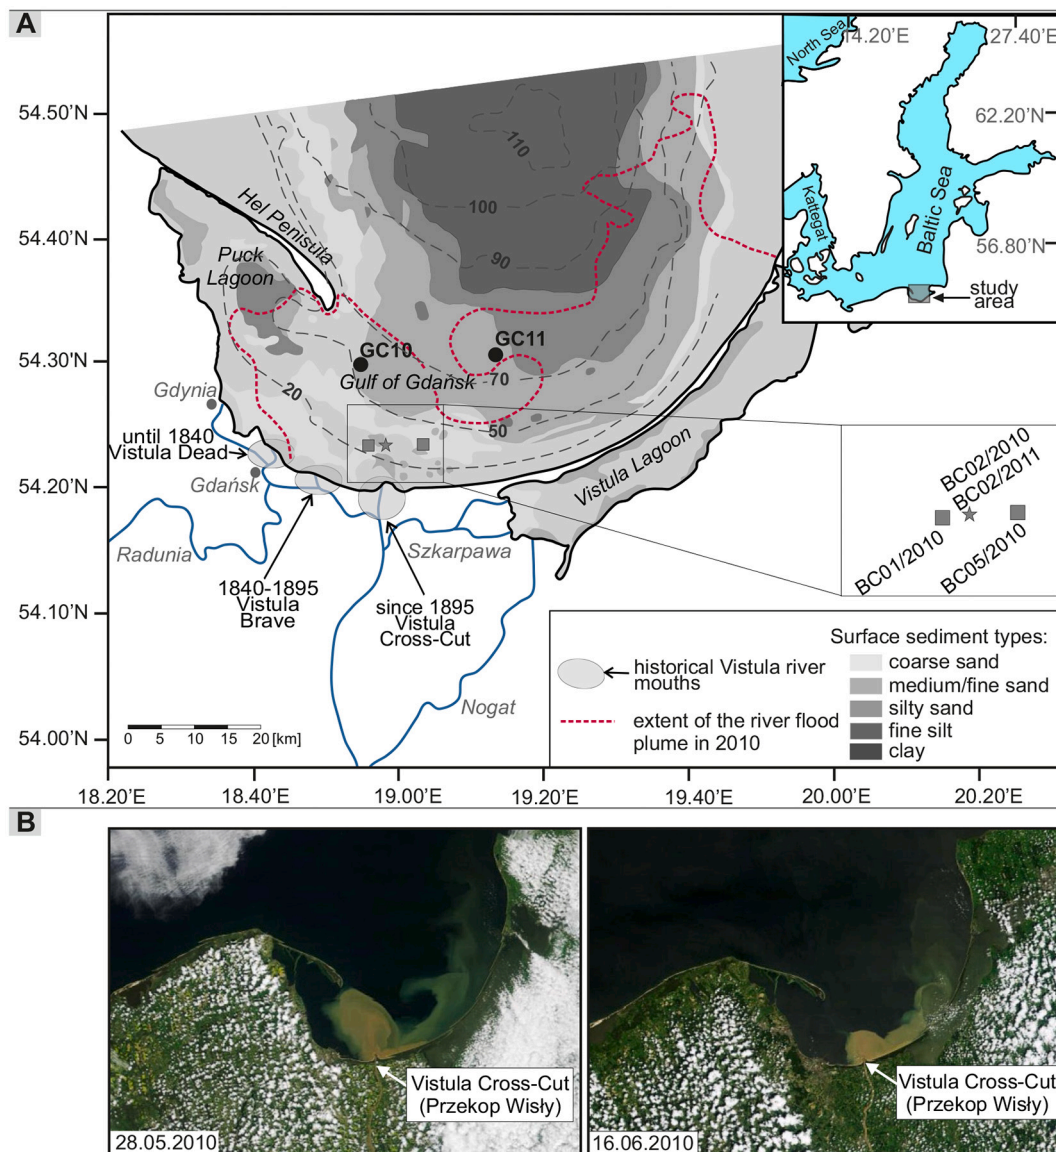 A
54.50'N
54.40'N
54.30'N
54.20'N
54.10'N
54.00'N
18.20'E
18.40'E
19.00'E
19.20'E
19.40'E
20.00'E
20.20'E
North Sea
14.20'E
27.40'E
62.20'N
56.80'N
Kattegat
Baltic Sea
study
area
Hel Penisula
Puck
Lagoon
110
100
90
70
50
20
GC10
GC11
Gulf of Gdańsk
Gdynia
until 1840
Vistula Dead
Gdańsk
Radunia
1840-1895
Vistula
Brave
since 1895
Vistula
Cross-Cut
Szkarpawa
Nogat
Vistula Lagoon
BC02/2010
BC02/2011
BC01/2010
BC05/2010
0 5 10 15 20 [km]
historical Vistula river
mouths
extent of the river flood
plume in 2010
Surface sediment types:
coarse sand
medium/fine sand
silty sand
fine silt
clay
B
Vistula Cross-Cut
(Przekop Wisły)
28.05.2010
Vistula Cross-Cut
(Przekop Wisły)
16.06.2010